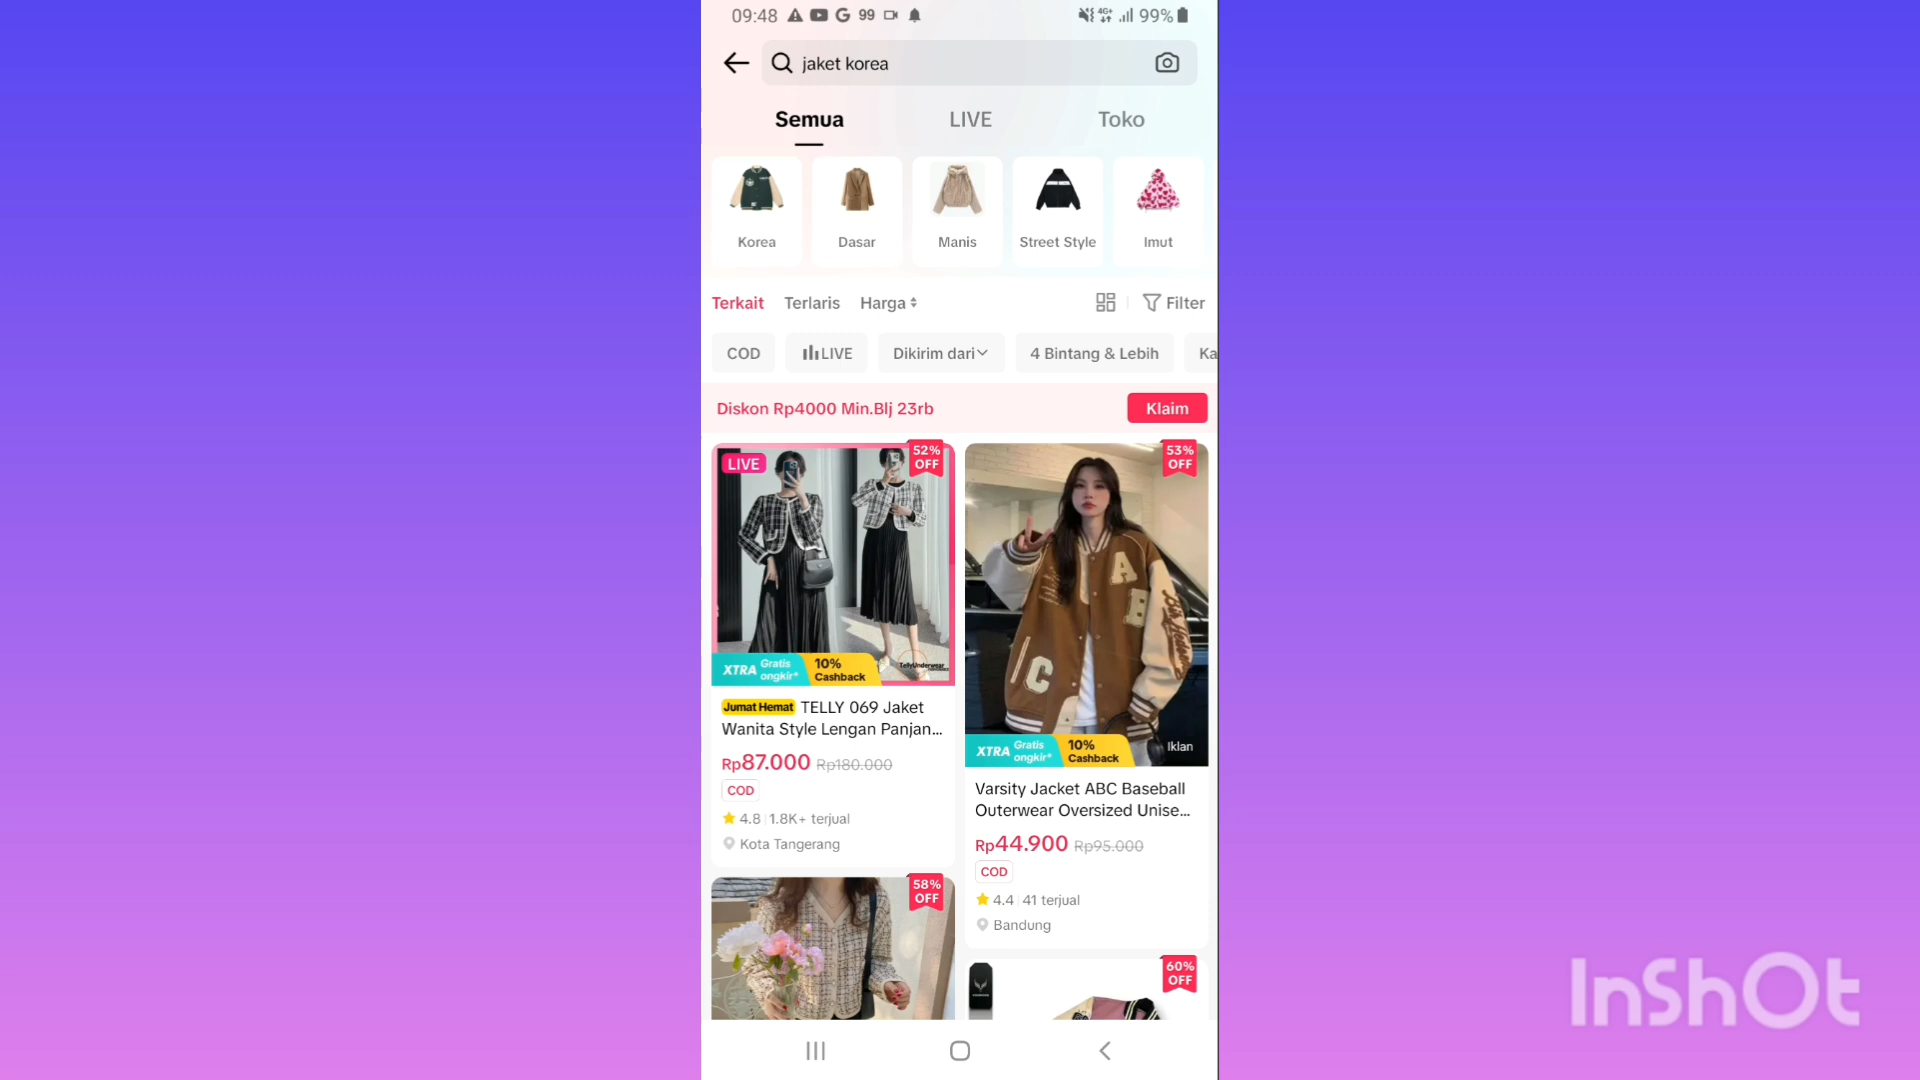 09:48
99
4G+
99%
jaket korea
Semua
LIVE
Toko
Korea
Dasar
Manis
Street Style
Imut
Terkait
Terlaris
Harga
Filter
COD
LIVE
Dikirim dari
4 Bintang & Lebih
Ka
Diskon Rp4000 Min.Blj 23rb
Klaim
LIVE
52%
OFF
XTRA
Gratis
ongkir*
10%
Cashback
TellyUnderwear
Jumat Hemat TELLY 069 Jaket
Wanita Style Lengan Panjan...
Rp87.000 Rp180.000
COD
4.8 1.8K+ terjual
Kota Tangerang
58%
OFF
53%
OFF
A
B
C
XTRA
Gratis
ongkir*
10%
Cashback
Iklan
Varsity Jacket ABC Baseball
Outerwear Oversized Unise...
Rp44.900 Rp95.000
COD
4.4 41 terjual
Bandung
60%
OFF
InShOt